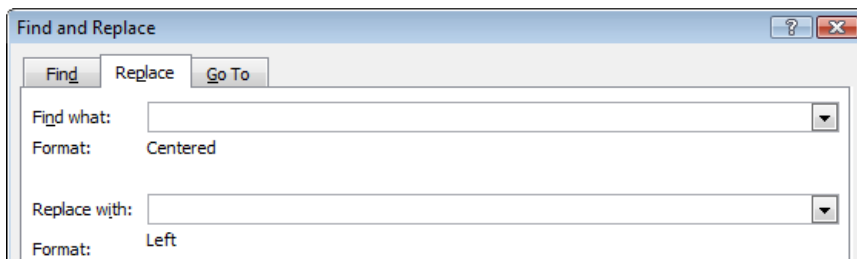 Find and Replace
Find Replace Go To
Find what:
Format: Centered
Replace with:
Format: Left